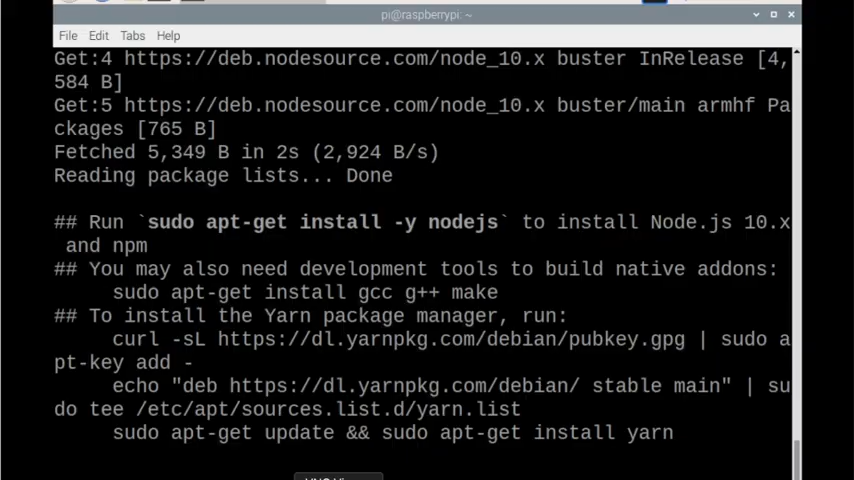 pi@raspberrypi: ~
File Edit Tabs Help
Get:4 https://deb.nodesource.com/node_10.x buster InRelease [4,
584 B]
Get:5 https://deb.nodesource.com/node_10.x buster/main armhf Pa
ckages [765 B]
Fetched 5,349 B in 2s (2,924 B/s)
Reading package lists... Done
## Run `sudo apt-get install -y nodejs` to install Node.js 10.x
and npm
## You may also need development tools to build native addons:
sudo apt-get install gcc g++ make
## To install the Yarn package manager, run:
curl -sL https://dl.yarnpkg.com/debian/pubkey.gpg | sudo a
pt-key add -
echo "deb https://dl.yarnpkg.com/debian/ stable main" | su
do tee /etc/apt/sources.list.d/yarn.list
sudo apt-get update && sudo apt-get install yarn